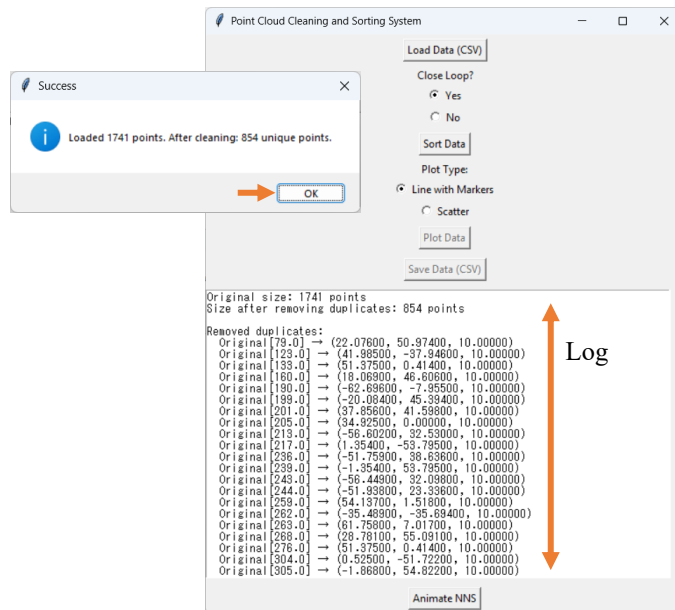 Point Cloud Cleaning and Sorting System
Load Data (CSV)
Close Loop?
Yes
No
Sort Data
Plot Type:
Line with Markers
Scatter
Plot Data
Save Data (CSV)
Success
Loaded 1741 points. After cleaning: 854 unique points.
OK
Original size: 1741 points
Size after removing duplicates: 854 points
Removed duplicates:
Original[79.0] → (22.07600, 50.97400, 10.00000)
Original[123.0] → (41.98500, -37.94600, 10.00000)
Original[133.0] → (51.37500, 0.41400, 10.00000)
Original[160.0] → (18.06900, 46.60600, 10.00000)
Original[190.0] → (-62.69600, -7.95500, 10.00000)
Original[199.0] → (-20.08400, 45.39400, 10.00000)
Original[201.0] → (37.85600, 41.59800, 10.00000)
Original[205.0] → (34.92500, 0.00000, 10.00000)
Original[213.0] → (-56.60200, 32.53000, 10.00000)
Original[217.0] → (1.35400, -53.79500, 10.00000)
Original[236.0] → (-51.75900, 38.63600, 10.00000)
Original[239.0] → (-1.35400, 53.79500, 10.00000)
Original[243.0] → (-56.44900, 32.09800, 10.00000)
Original[244.0] → (-51.93800, 23.33600, 10.00000)
Original[259.0] → (54.13700, 1.51800, 10.00000)
Original[262.0] → (-35.48900, -35.69400, 10.00000)
Original[263.0] → (61.75800, 7.01700, 10.00000)
Original[268.0] → (28.78100, 55.09100, 10.00000)
Original[276.0] → (51.37500, 0.41400, 10.00000)
Original[304.0] → (0.52500, -51.72200, 10.00000)
Original[305.0] → (-1.86800, 54.82200, 10.00000)
Log
Animate NNS